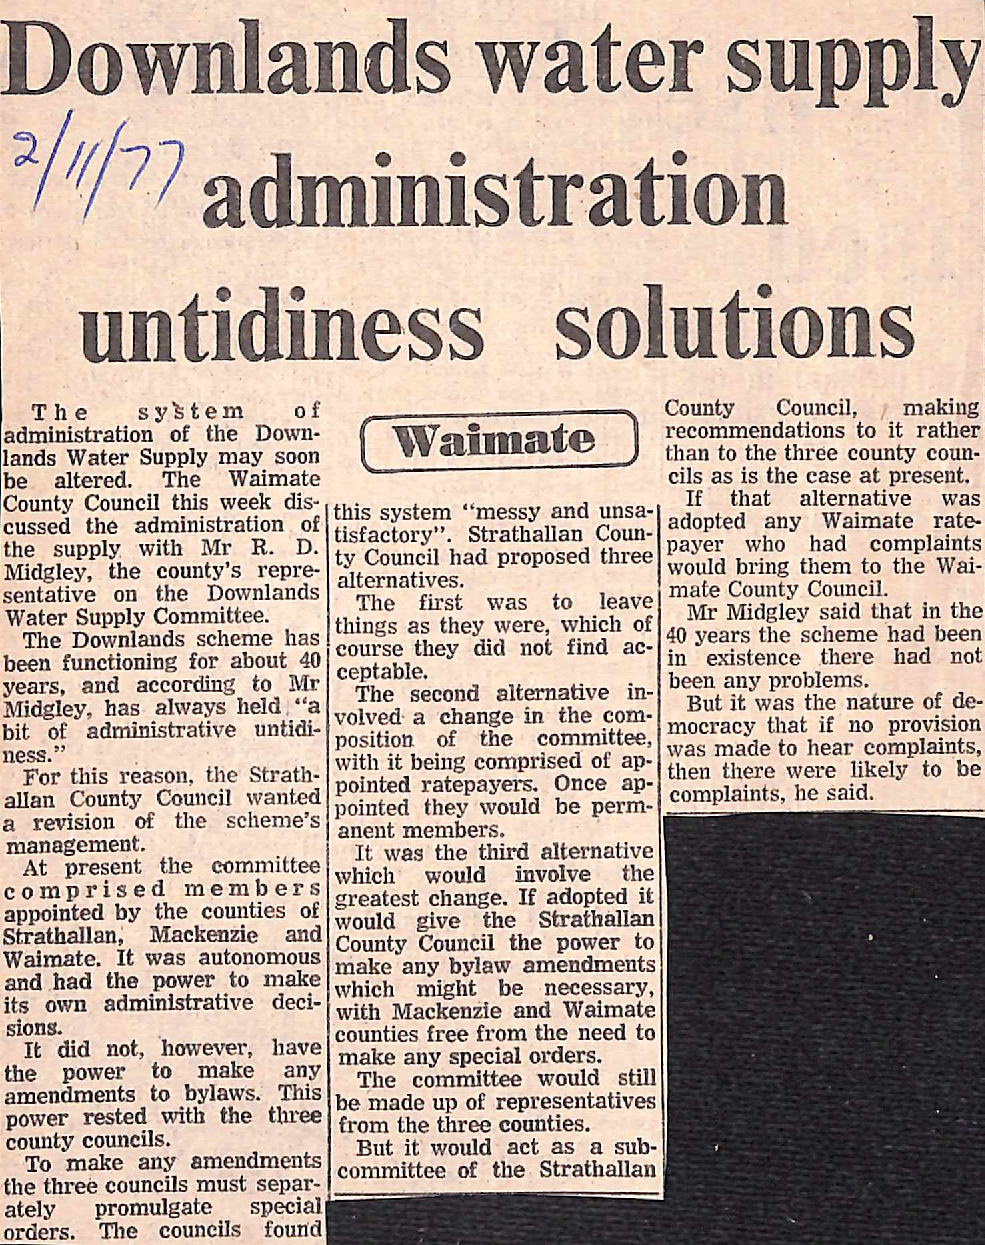 Downlands water supply
2/11/77
administration
untidiness solutions
The system of
administration of the Down-
lands Water Supply may soon
be altered. The Waimate
County Council this week dis-
cussed the administration of
the supply with Mr R. D.
Midgley, the county's repre-
sentative on the Downlands
Water Supply Committee.
The Downlands scheme has
been functioning for about 40
years, and according to Mr
Midgley, has always held "a
bit of administrative untidi-
ness."
For this reason, the Strath-
allan County Council wanted
a revision of the scheme's
management.
At present the committee
comprised members
appointed by the counties of
Strathallan, Mackenzie and
Waimate. It was autonomous
and had the power to make
its own administrative deci-
sions.
It did not, however, have
the power to make any
amendments to bylaws. This
power rested with the three
county councils.
To make any amendments
the three councils must separ-
ately promulgate special
orders. The councils found
Waimate
this system "messy and unsa-
tisfactory". Strathallan Coun-
ty Council had proposed three
alternatives.
The first was to leave
things as they were, which of
course they did not find ac-
ceptable.
The second alternative in-
volved a change in the com-
position of the committee,
with it being comprised of ap-
pointed ratepayers. Once ap-
pointed they would be perm-
anent members.
It was the third alternative
which would involve the
greatest change. If adopted it
would give the Strathallan
County Council the power to
make any bylaw amendments
which might be necessary,
with Mackenzie and Waimate
counties free from the need to
make any special orders.
The committee would still
be made up of representatives
from the three counties.
But it would act as a sub-
committee of the Strathallan
County Council, making
recommendations to it rather
than to the three county coun-
cils as is the case at present.
If that alternative was
adopted any Waimate rate-
payer who had complaints
would bring them to the Wai-
mate County Council.
Mr Midgley said that in the
40 years the scheme had been
in existence there had not
been any problems.
But it was the nature of de-
mocracy that if no provision
was made to hear complaints,
then there were likely to be
complaints, he said.